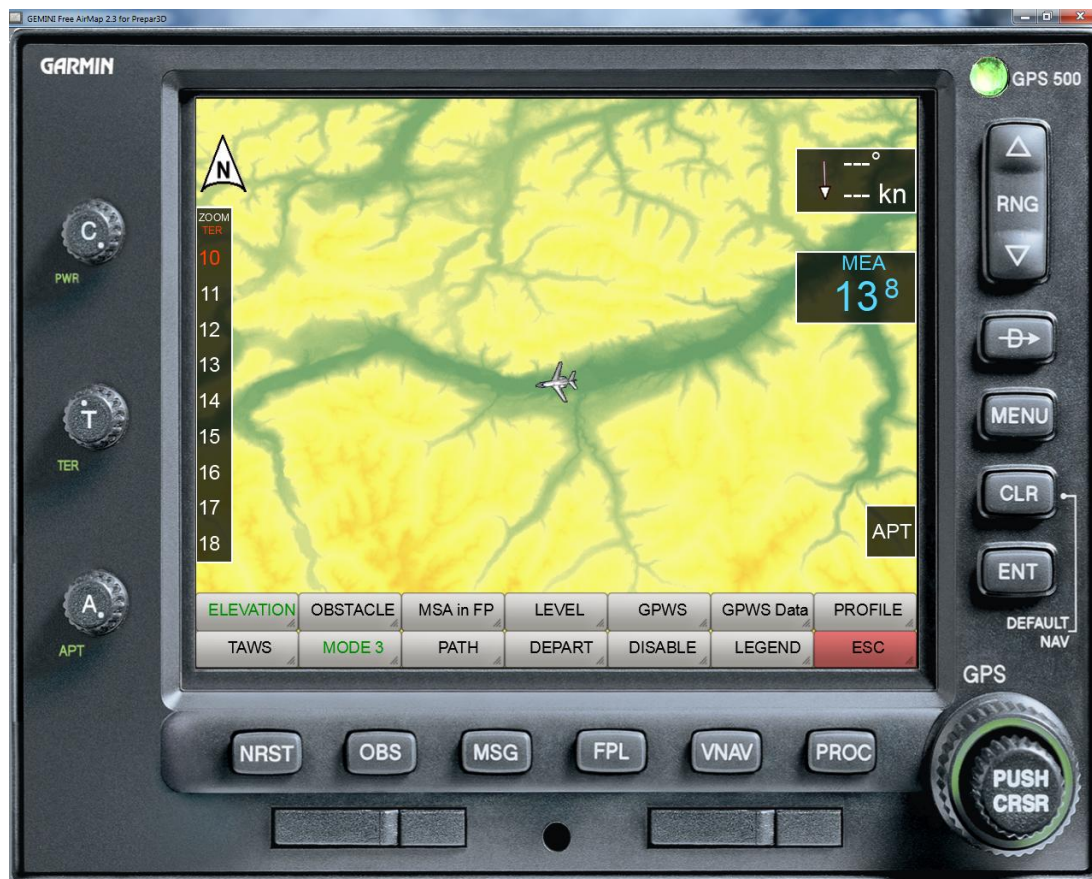 GEMINI Free AirMap 2.3 for Prepar3D
GARMIN
GPS 500
N
---°
--- kn
ZOOM
TER
10
11
12
13
14
15
16
17
18
MEA
13 8
APT
C
PWR
T
TER
A
APT
RNG
D
MENU
CLR
ENT
DEFAULT
NAV
ELEVATION OBSTACLE MSA in FP LEVEL GPWS GPWS Data PROFILE
TAWS MODE 3 PATH DEPART DISABLE LEGEND ESC
GPS
NRST OBS MSG FPL VNAV PROC
PUSH
CRSR